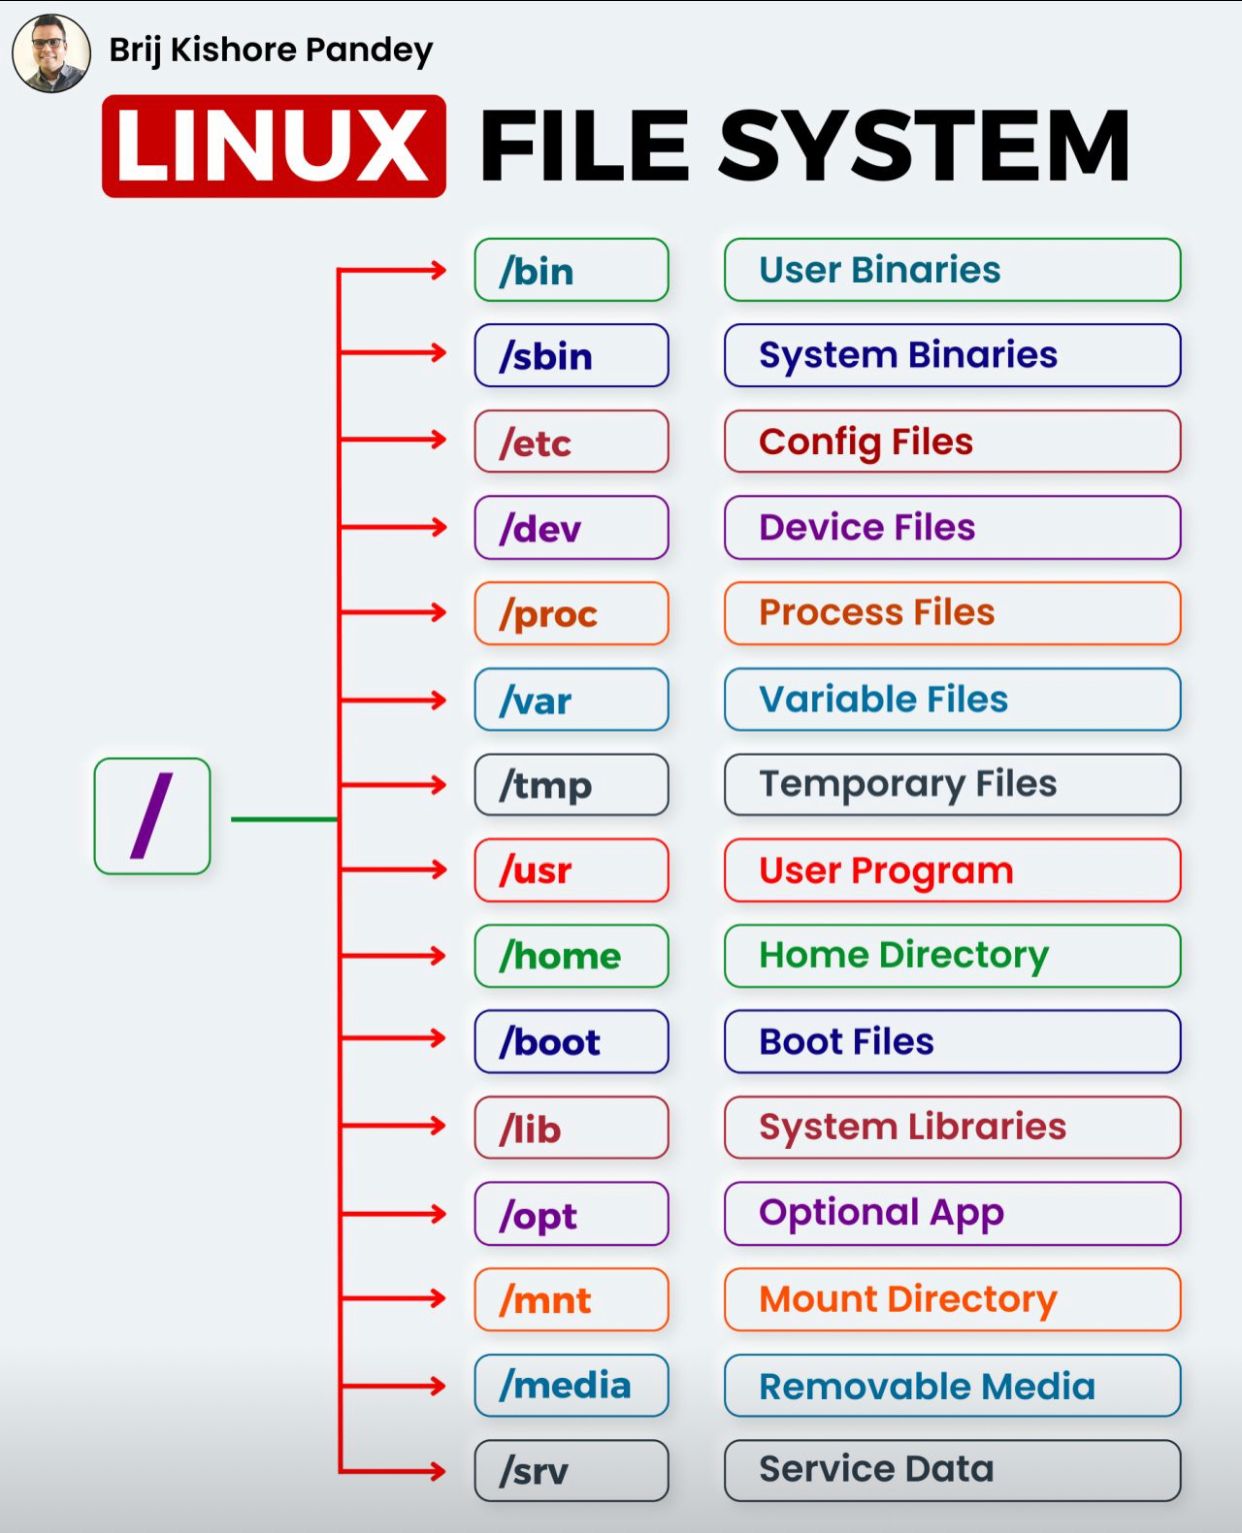 Brij Kishore Pandey
LINUX FILE SYSTEM
/bin User Binaries
/sbin System Binaries
/etc Config Files
/dev Device Files
/proc Process Files
/var Variable Files
/tmp Temporary Files
/
/usr User Program
/home Home Directory
/boot Boot Files
/lib System Libraries
/opt Optional App
/mnt Mount Directory
/media Removable Media
/srv Service Data